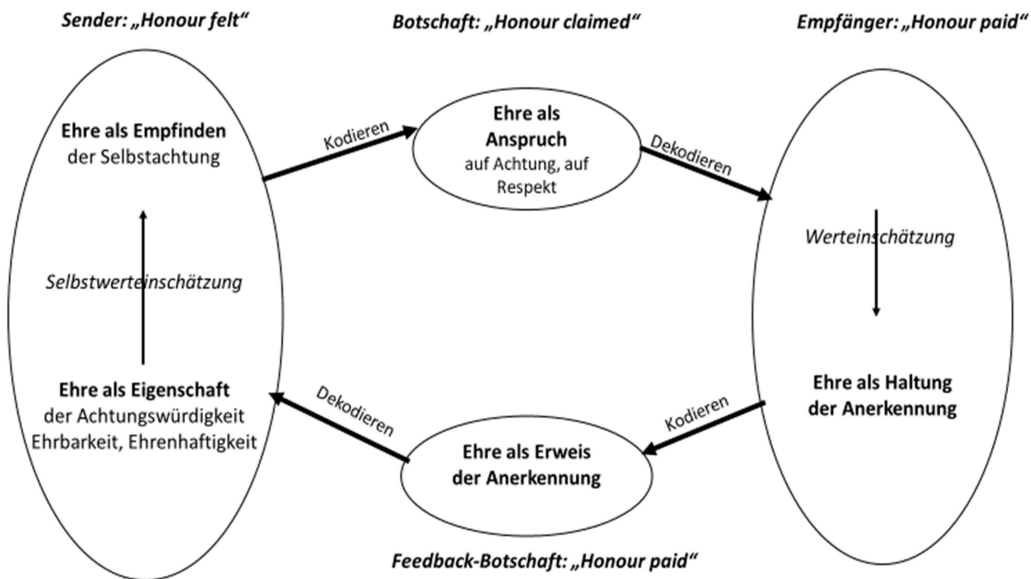 Sender: „Honour felt“
Botschaft: „Honour claimed“
Empfänger: „Honour paid“
Ehre als Empfinden
der Selbstachtung
Selbstwerteinschätzung
Ehre als Eigenschaft
der Achtungswürdigkeit
Ehrbarkeit, Ehrenhaftigkeit
Kodieren
Ehre als
Anspruch
auf Achtung, auf
Respekt
Dekodieren
Werteinschätzung
Ehre als Haltung
der Anerkennung
Kodieren
Ehre als Erweis
der Anerkennung
Dekodieren
Feedback-Botschaft: „Honour paid“